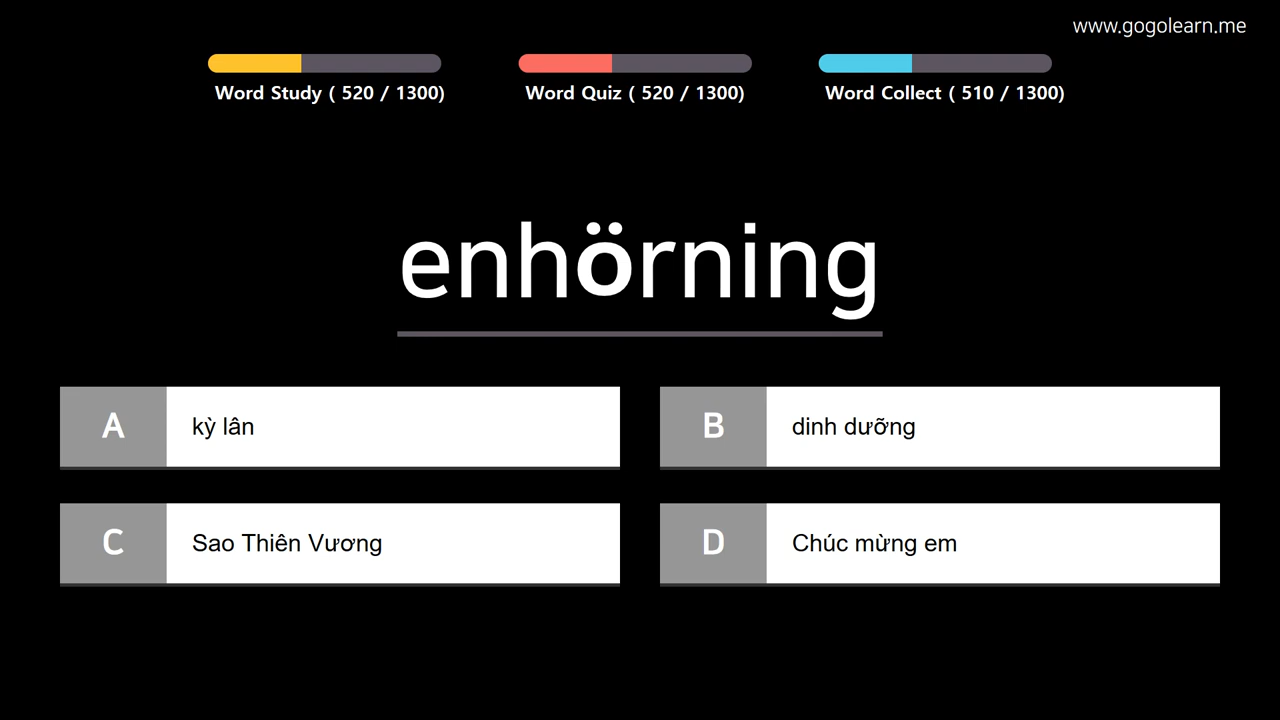 www.gogolearn.me
Word Study ( 520 / 1300)
Word Quiz ( 520 / 1300)
Word Collect ( 510 / 1300)
enhörning
A
kỳ lân
B
dinh dưỡng
C
Sao Thiên Vương
D
Chúc mừng em